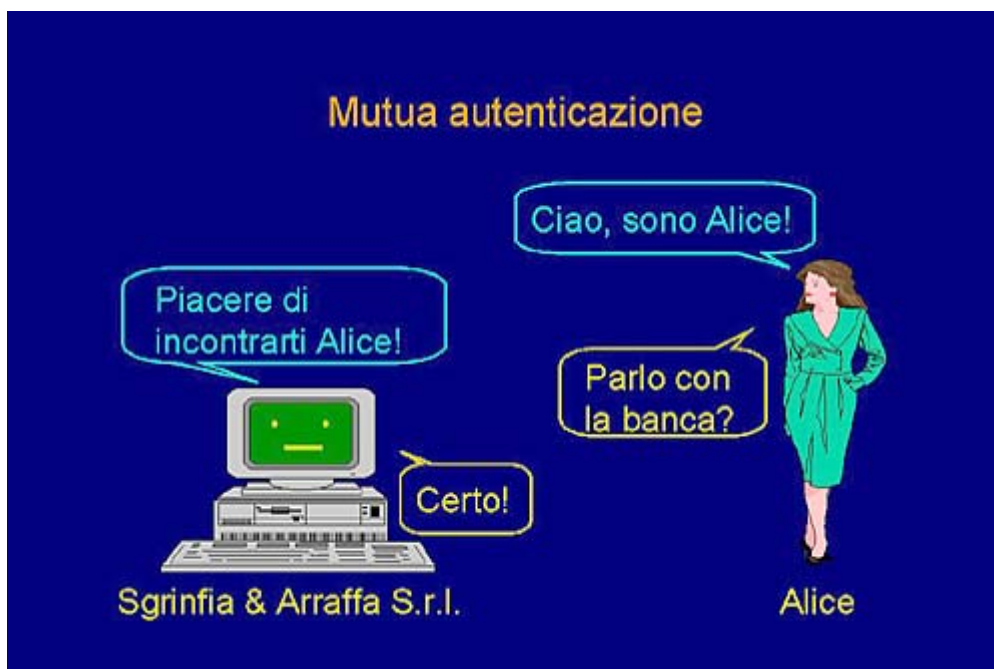 Mutua autenticazione
Ciao, sono Alice!
Piacere di
incontrarti Alice!
Parlo con
la banca?
Certo!
Sgrinfia & Arraffa S.r.l.
Alice